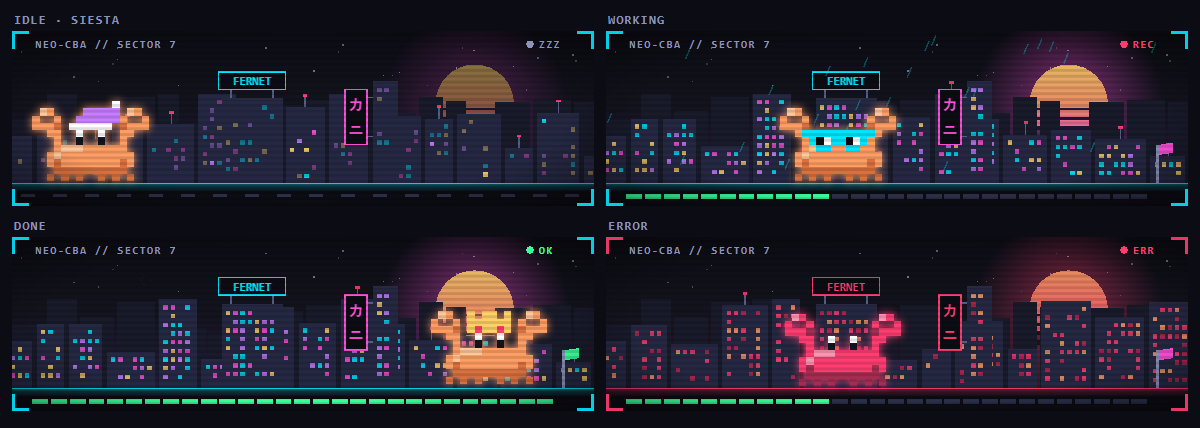 IDLE · SIESTA
NEO-CBA // SECTOR 7
ZZZ
FERNET
カニ
WORKING
NEO-CBA // SECTOR 7
REC
FERNET
カニ
DONE
NEO-CBA // SECTOR 7
OK
FERNET
カニ
ERROR
NEO-CBA // SECTOR 7
ERR
FERNET
カニ